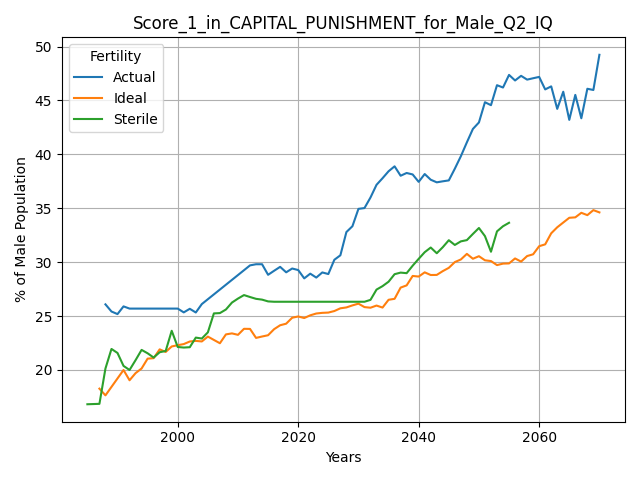 Score_1_in_CAPITAL_PUNISHMENT_for_Male_Q2_IQ
Fertility
Actual
Ideal
Sterile
% of Male Population
50
45
40
35
30
25
20
2000 2020 2040 2060
Years